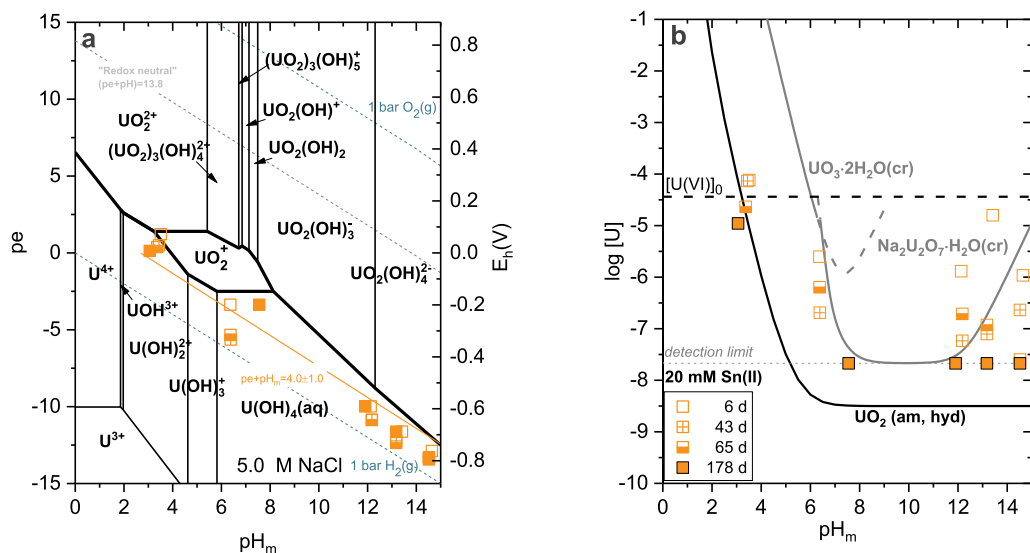 a
15
10
5
0
-5
-10
-15
pe
0
2
4
6
8
10
12
14
pHₘ
0.8
0.6
0.4
0.2
0.0
-0.2
-0.4
-0.6
-0.8
Eₕ(V)
"Redox neutral"
(pe+pH)=13.8
UO₂²⁺
(UO₂)₃(OH)₄²⁺
(UO₂)₃(OH)₅⁺
UO₂(OH)⁺
UO₂(OH)₂
1 bar O₂(g)
UO₂(OH)₃⁻
UO₂(OH)₄²⁻
UO₂⁺
U⁴⁺
UOH³⁺
U(OH)₂²⁺
U(OH)₃⁺
pe+pHₘ=4.0±1.0
U(OH)₄(aq)
U³⁺
5.0 M NaCl
1 bar H₂(g)
b
-1
-2
-3
-4
-5
-6
-7
-8
-9
-10
log [U]
0
2
4
6
8
10
12
14
pHₘ
UO₃·2H₂O(cr)
[U(VI)]₀
Na₂U₂O₇·H₂O(cr)
detection limit
20 mM Sn(II)
6 d
43 d
65 d
178 d
UO₂ (am, hyd)